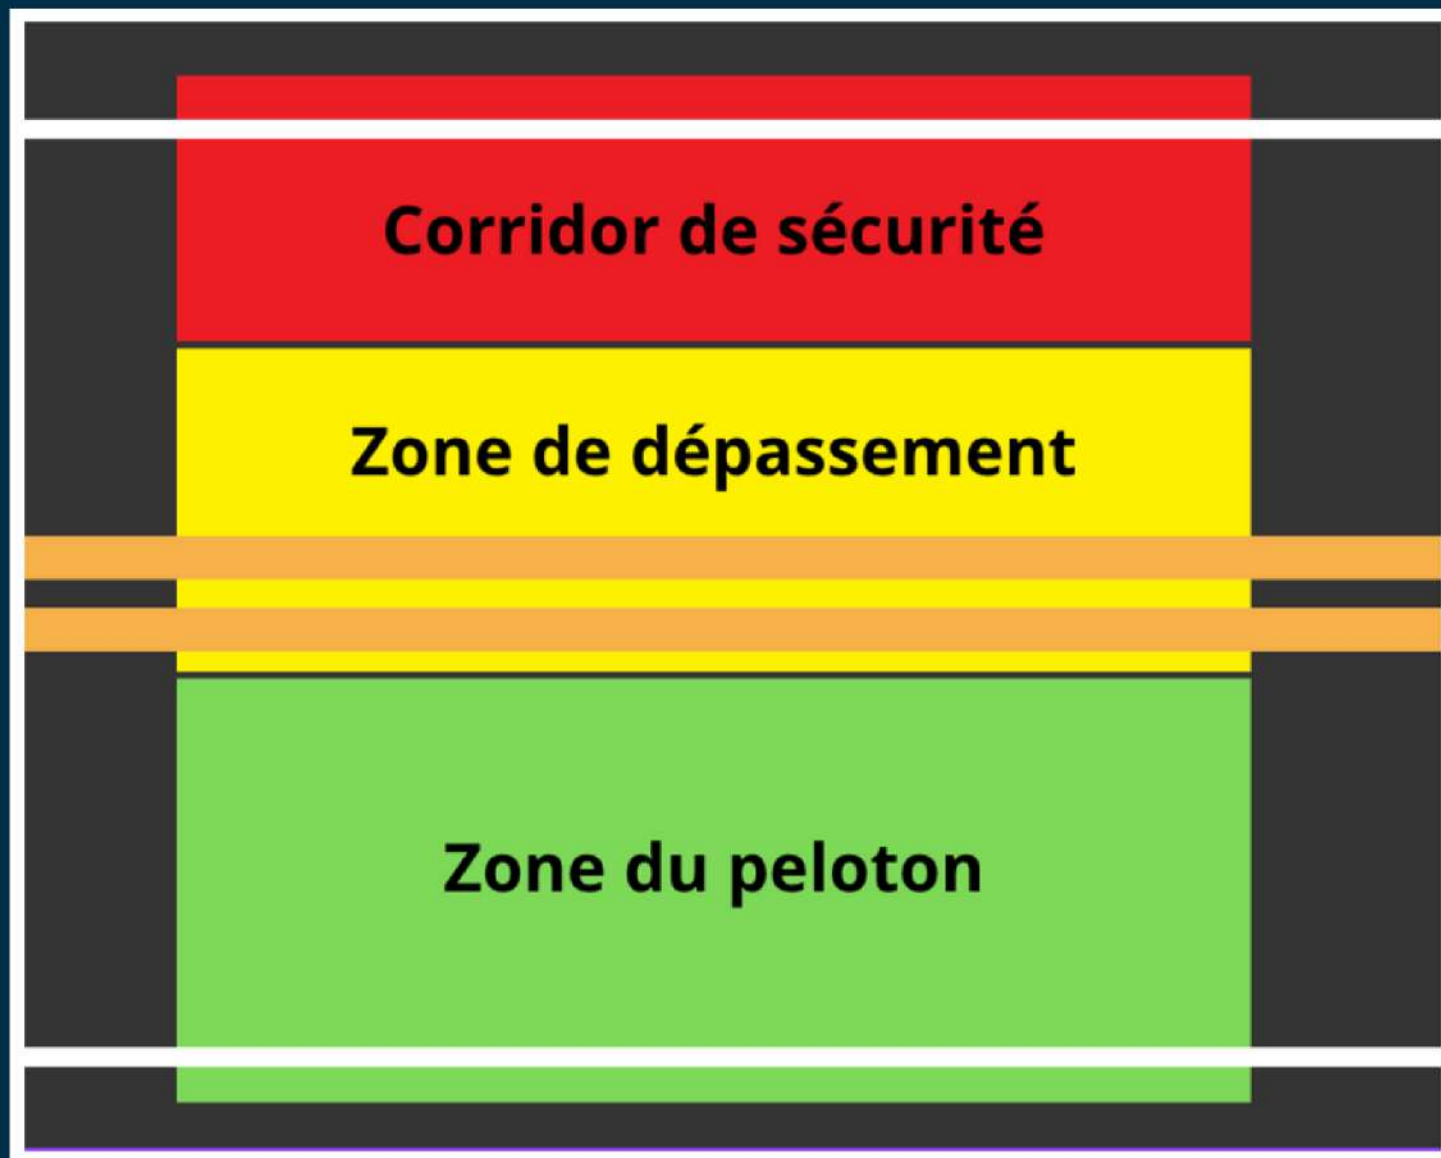 Corridor de sécurité
Zone de dépassement
Zone du peloton